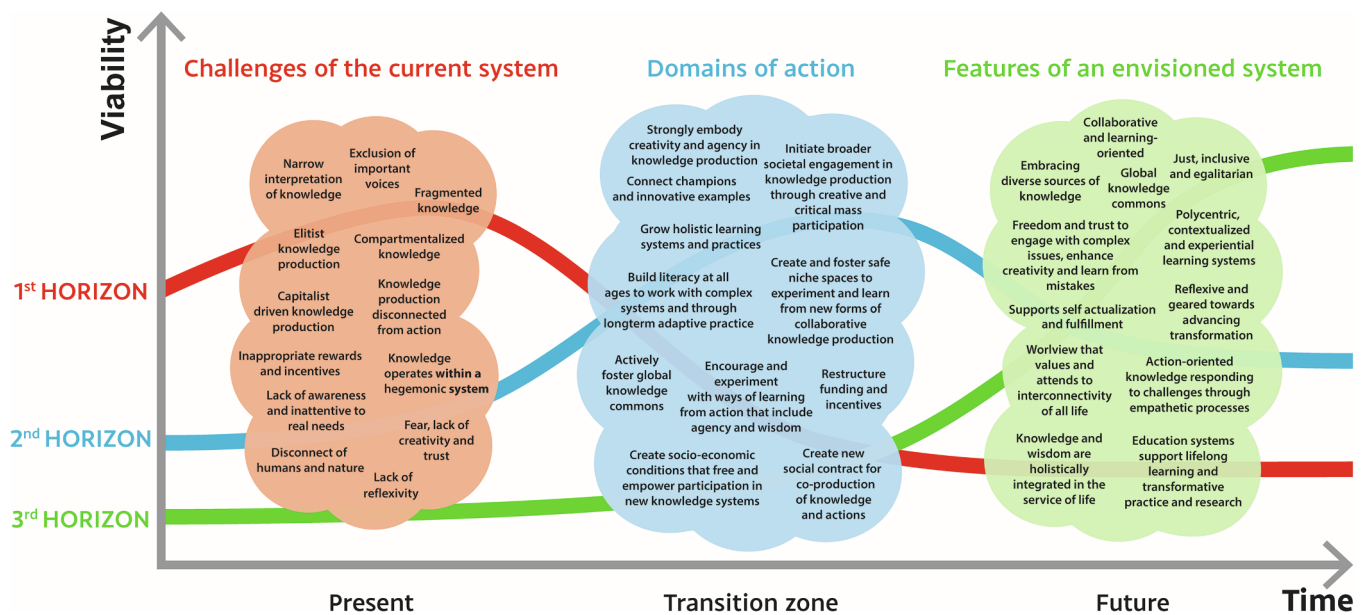 Viability
Challenges of the current system
Domains of action
Features of an envisioned system
1st HORIZON
2nd HORIZON
3rd HORIZON
Narrow
interpretation
of knowledge
Exclusion of
important
voices
Fragmented
knowledge
Elitist
knowledge
production
Compartmentalized
knowledge
Capitalist
driven knowledge
production
Knowledge
production
disconnected
from action
Inappropriate rewards
and incentives
Knowledge
operates within a
hegemonic system
Lack of awareness
and inattentive to
real needs
Fear, lack of
creativity and
trust
Disconnect of
humans and nature
Lack of
reflexivity
Strongly embody
creativity and agency in
knowledge production
Initiate broader
societal engagement in
knowledge production
through creative and
critical mass
participation
Connect champions
and innovative examples
Grow holistic learning
systems and practices
Build literacy at all
ages to work with complex
systems and through
longterm adaptive practice
Create and foster safe
niche spaces to
experiment and learn
from new forms of
collaborative
knowledge production
Actively
foster global
knowledge
commons
Encourage and
experiment
with ways of learning
from action that include
agency and wisdom
Restructure
funding and
incentives
Create socio-economic
conditions that free and
empower participation in
new knowledge systems
Create new
social contract for
co-production
of knowledge
and actions
Collaborative
and learning-
oriented
Embracing
diverse sources of
knowledge
Global
knowledge
commons
Just, inclusive
and egalitarian
Freedom and trust to
engage with complex
issues, enhance
creativity and learn from
mistakes
Polycentric,
contextualized
and experiential
learning systems
Supports self actualization
and fulfillment
Reflexive and
geared towards
advancing
transformation
Worlview that
values and
attends to
interconnectivity
of all life
Action-oriented
knowledge responding
to challenges through
empathetic processes
Knowledge and
wisdom are
holistically
integrated in the
service of life
Education systems
support lifelong
learning and
transformative
practice and research
Present
Transition zone
Future
Time